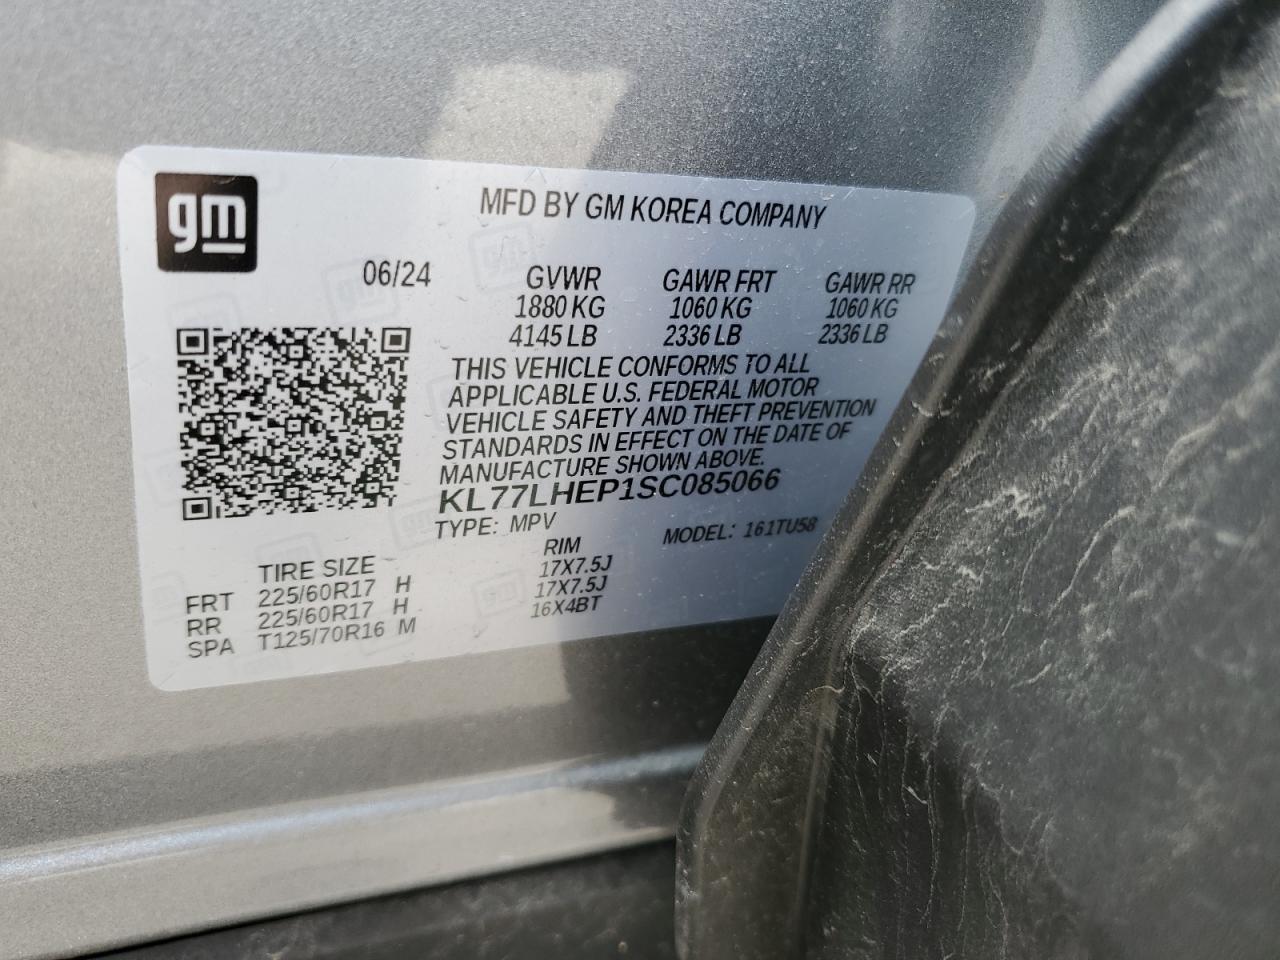 gm
MFD BY GM KOREA COMPANY
06/24 GVWR GAWR FRT GAWR RR
1880 KG 1060 KG 1060 KG
4145 LB 2336 LB 2336 LB
THIS VEHICLE CONFORMS TO ALL
APPLICABLE U.S. FEDERAL MOTOR
VEHICLE SAFETY AND THEFT PREVENTION
STANDARDS IN EFFECT ON THE DATE OF
MANUFACTURE SHOWN ABOVE.
KL77LHEP1SC085066
TYPE: MPV MODEL: 161TU58
TIRE SIZE RIM
FRT 225/60R17 H 17X7.5J
RR 225/60R17 H 17X7.5J
SPA T125/70R16 M 16X4BT